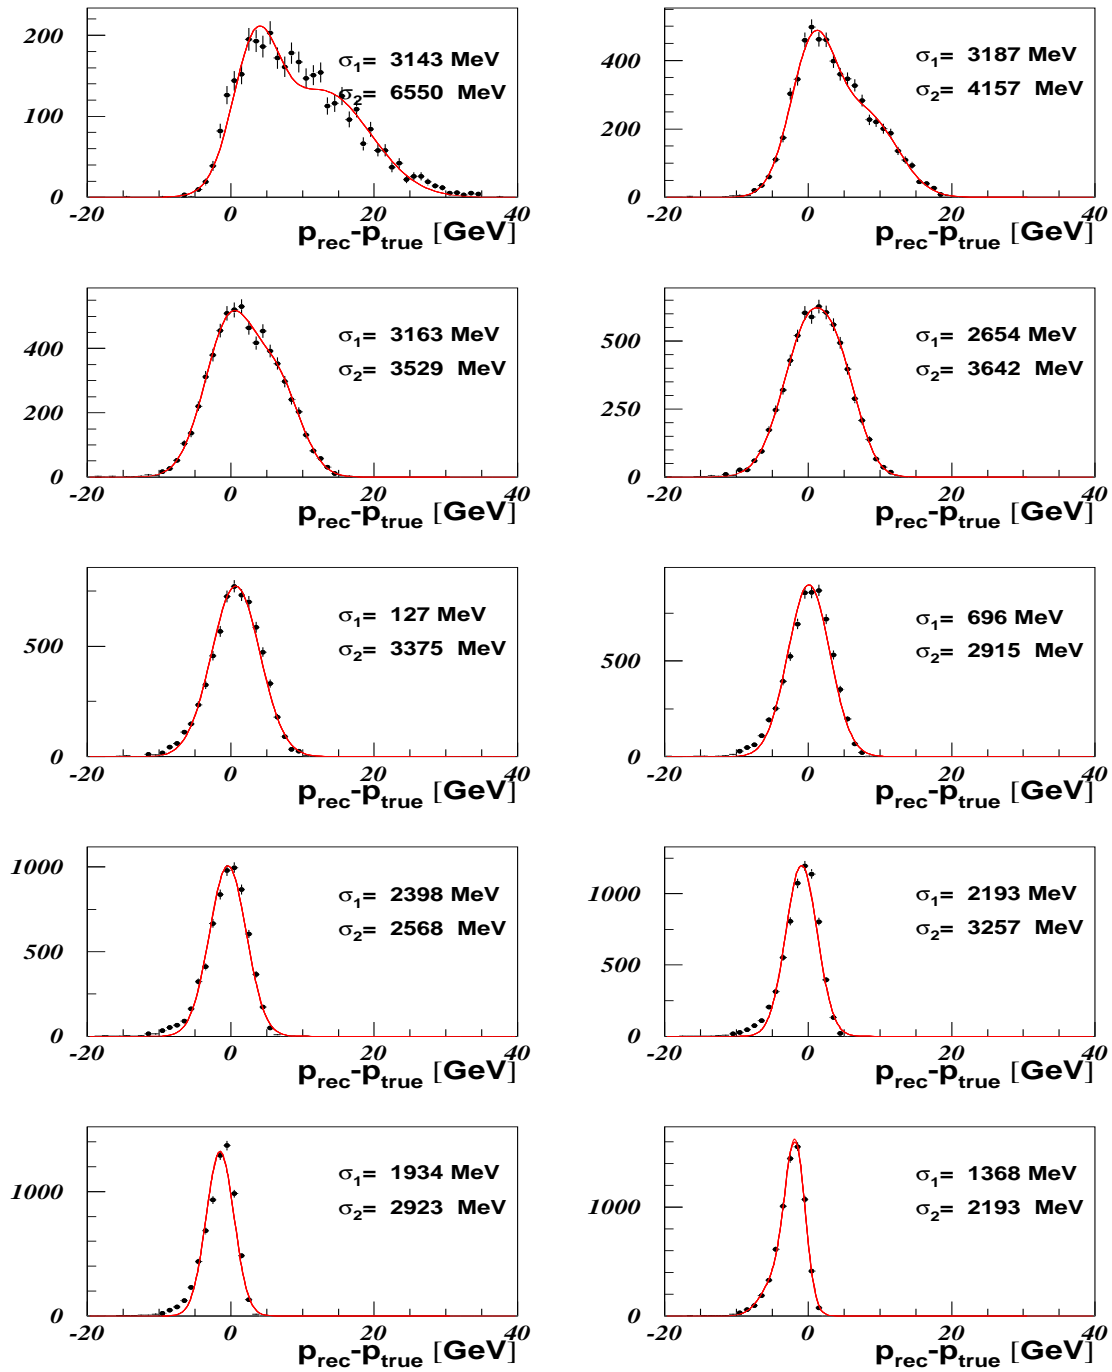 200
100
0
-20 0 20 40
σ1= 3143 MeV
σ2= 6550 MeV
prec-ptrue [GeV]
400
200
0
-20 0 20 40
σ1= 3187 MeV
σ2= 4157 MeV
prec-ptrue [GeV]
400
200
0
-20 0 20 40
σ1= 3163 MeV
σ2= 3529 MeV
prec-ptrue [GeV]
500
250
0
-20 0 20 40
σ1= 2654 MeV
σ2= 3642 MeV
prec-ptrue [GeV]
500
0
-20 0 20 40
σ1= 127 MeV
σ2= 3375 MeV
prec-ptrue [GeV]
500
0
-20 0 20 40
σ1= 696 MeV
σ2= 2915 MeV
prec-ptrue [GeV]
1000
500
0
-20 0 20 40
σ1= 2398 MeV
σ2= 2568 MeV
prec-ptrue [GeV]
1000
500
0
-20 0 20 40
σ1= 2193 MeV
σ2= 3257 MeV
prec-ptrue [GeV]
1000
0
-20 0 20 40
σ1= 1934 MeV
σ2= 2923 MeV
prec-ptrue [GeV]
1000
0
-20 0 20 40
σ1= 1368 MeV
σ2= 2193 MeV
prec-ptrue [GeV]